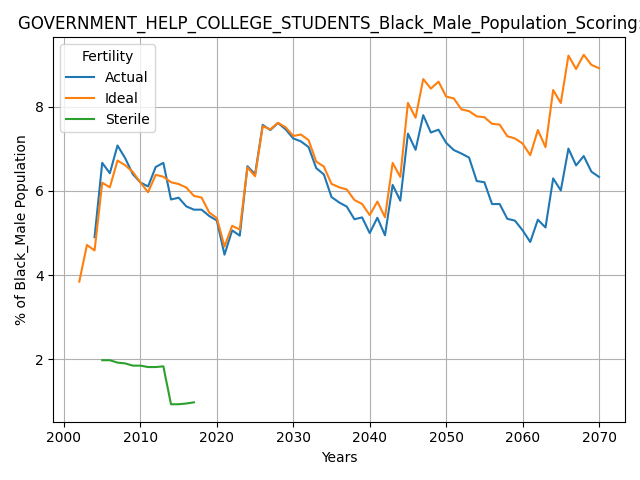 GOVERNMENT_HELP_COLLEGE_STUDENTS_Black_Male_Population_Scoring:
Fertility
Actual
Ideal
Sterile
% of Black_Male Population
8
6
4
2
2000 2010 2020 2030 2040 2050 2060 2070
Years